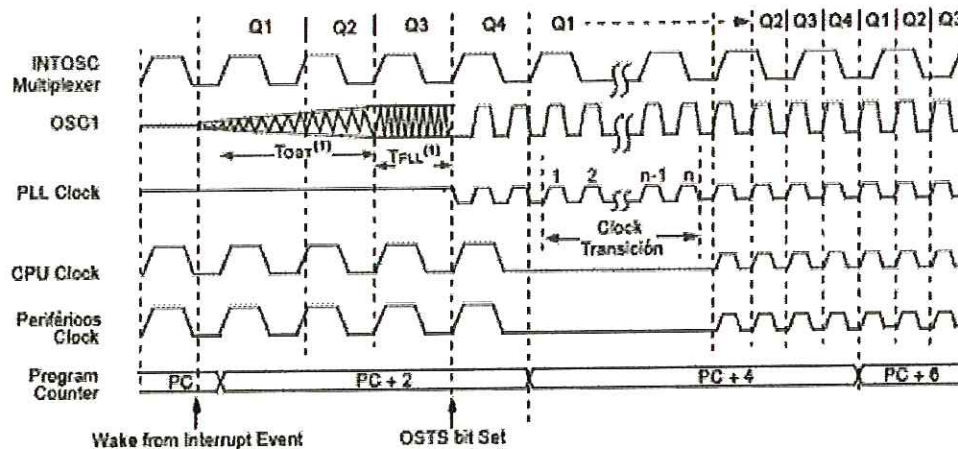 Q1 Q2 Q3 Q4 Q1 Q2 Q3 Q4 Q1 Q2 Q3
INTOSC
Multiplexer
OSC1
TOST(1) TPLL(1)
PLL Clock
1 2 n-1 n
Clock
Transición
CPU Clock
Periféricos
Clock
Program
Counter
PC PC + 2 PC + 4 PC + 6
Wake from Interrupt Event OSTS bit Set